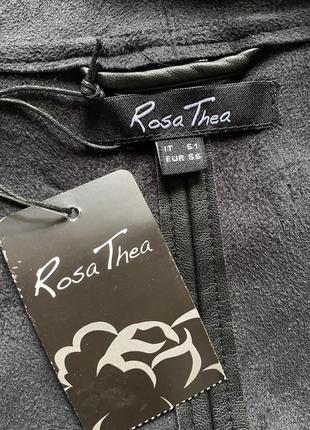 Rosa Thea
IT 51
EUR 56
Rosa Thea